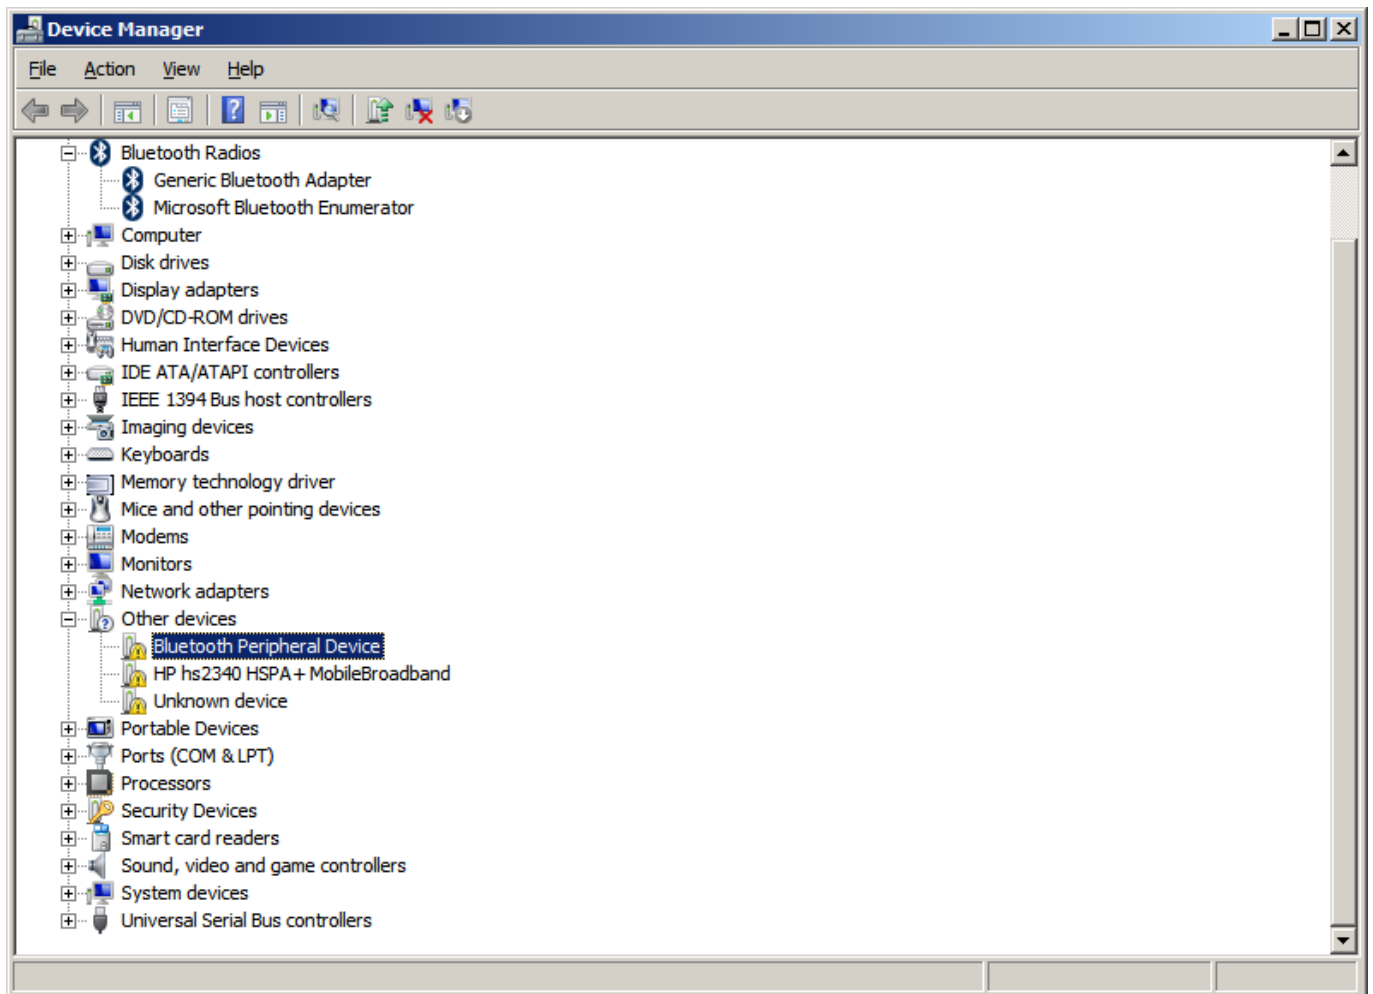 Device Manager
File Action View Help
Bluetooth Radios
Generic Bluetooth Adapter
Microsoft Bluetooth Enumerator
Computer
Disk drives
Display adapters
DVD/CD-ROM drives
Human Interface Devices
IDE ATA/ATAPI controllers
IEEE 1394 Bus host controllers
Imaging devices
Keyboards
Memory technology driver
Mice and other pointing devices
Modems
Monitors
Network adapters
Other devices
Bluetooth Peripheral Device
HP hs2340 HSPA+ MobileBroadband
Unknown device
Portable Devices
Ports (COM & LPT)
Processors
Security Devices
Smart card readers
Sound, video and game controllers
System devices
Universal Serial Bus controllers